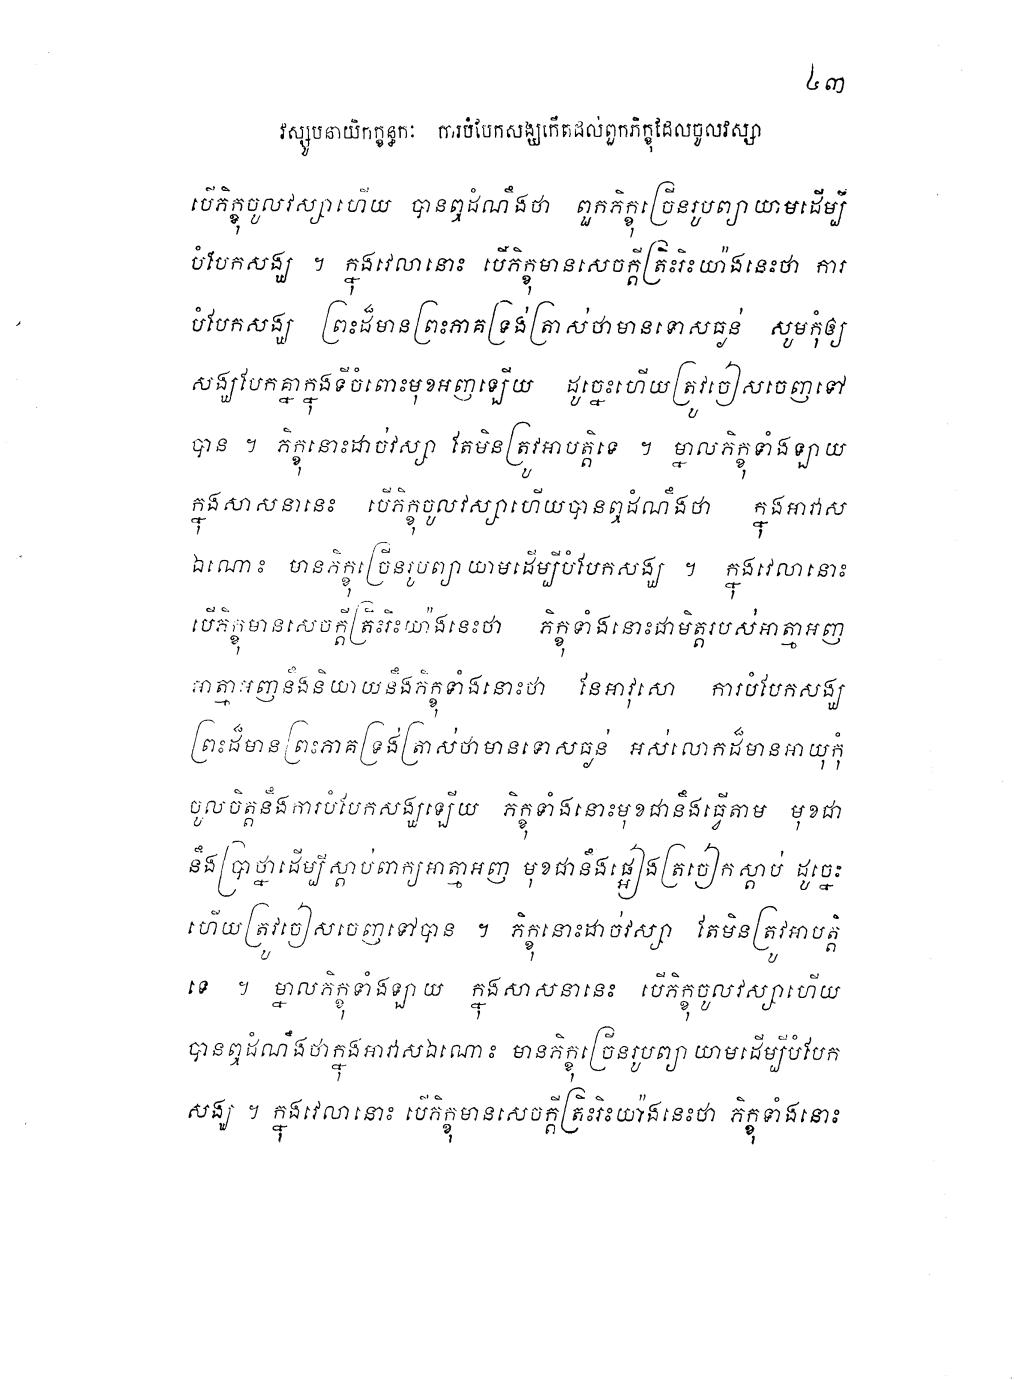 ៤៣
វស្សូបនាយិកក្ខន្ធកៈ ការបំបែកសង្ឃកើតដល់ពួកភិក្ខុដែលចូលវស្សា
បើភិក្ខុចូលវស្សាហើយ បានឮដំណឹងថា ពួកភិក្ខុច្រើនរូបព្យាយាមដើម្បី
បំបែកសង្ឃ ។ ក្នុងវេលានោះ បើភិក្ខុមានសេចក្តីត្រិះរិះយ៉ាងនេះថា ការ
បំបែកសង្ឃ ព្រះដ៏មានព្រះភាគទ្រង់ត្រាស់ថាមានទោសធ្ងន់ សូមកុំឲ្យ
សង្ឃបែកគ្នាក្នុងទីចំពោះមុខអញឡើយ ដូច្នេះហើយត្រូវចៀសចេញទៅ
បាន ។ ភិក្ខុនោះដាច់វស្សា តែមិនត្រូវអាបត្តិទេ ។ ម្នាលភិក្ខុទាំងឡាយ
ក្នុងសាសនានេះ បើភិក្ខុចូលវស្សាហើយបានឮដំណឹងថា ក្នុងអាវាស
ឯណោះ មានភិក្ខុច្រើនរូបព្យាយាមដើម្បីបំបែកសង្ឃ ។ ក្នុងវេលានោះ
បើភិក្ខុមានសេចក្តីត្រិះរិះយ៉ាងនេះថា ភិក្ខុទាំងនោះជាមិត្តរបស់អាត្មាអញ
អាត្មាអញនឹងនិយាយនឹងភិក្ខុទាំងនោះថា នែអាវុសោ ការបំបែកសង្ឃ
ព្រះដ៏មានព្រះភាគទ្រង់ត្រាស់ថាមានទោសធ្ងន់ អស់លោកដ៏មានអាយុកុំ
ចូលចិត្តនឹងការបំបែកសង្ឃឡើយ ភិក្ខុទាំងនោះមុខជានឹងធ្វើតាម មុខជា
នឹងប្រាថ្នាដើម្បីស្តាប់ពាក្យអាត្មាអញ មុខជានឹងផ្ទៀងត្រចៀកស្តាប់ ដូច្នេះ
ហើយត្រូវចៀសចេញទៅបាន ។ ភិក្ខុនោះដាច់វស្សា តែមិនត្រូវអាបត្តិ
ទេ ។ ម្នាលភិក្ខុទាំងឡាយ ក្នុងសាសនានេះ បើភិក្ខុចូលវស្សាហើយ
បានឮដំណឹងថាក្នុងអាវាសឯណោះ មានភិក្ខុច្រើនរូបព្យាយាមដើម្បីបំបែក
សង្ឃ ។ ក្នុងវេលានោះ បើភិក្ខុមានសេចក្តីត្រិះរិះយ៉ាងនេះថា ភិក្ខុទាំងនោះ